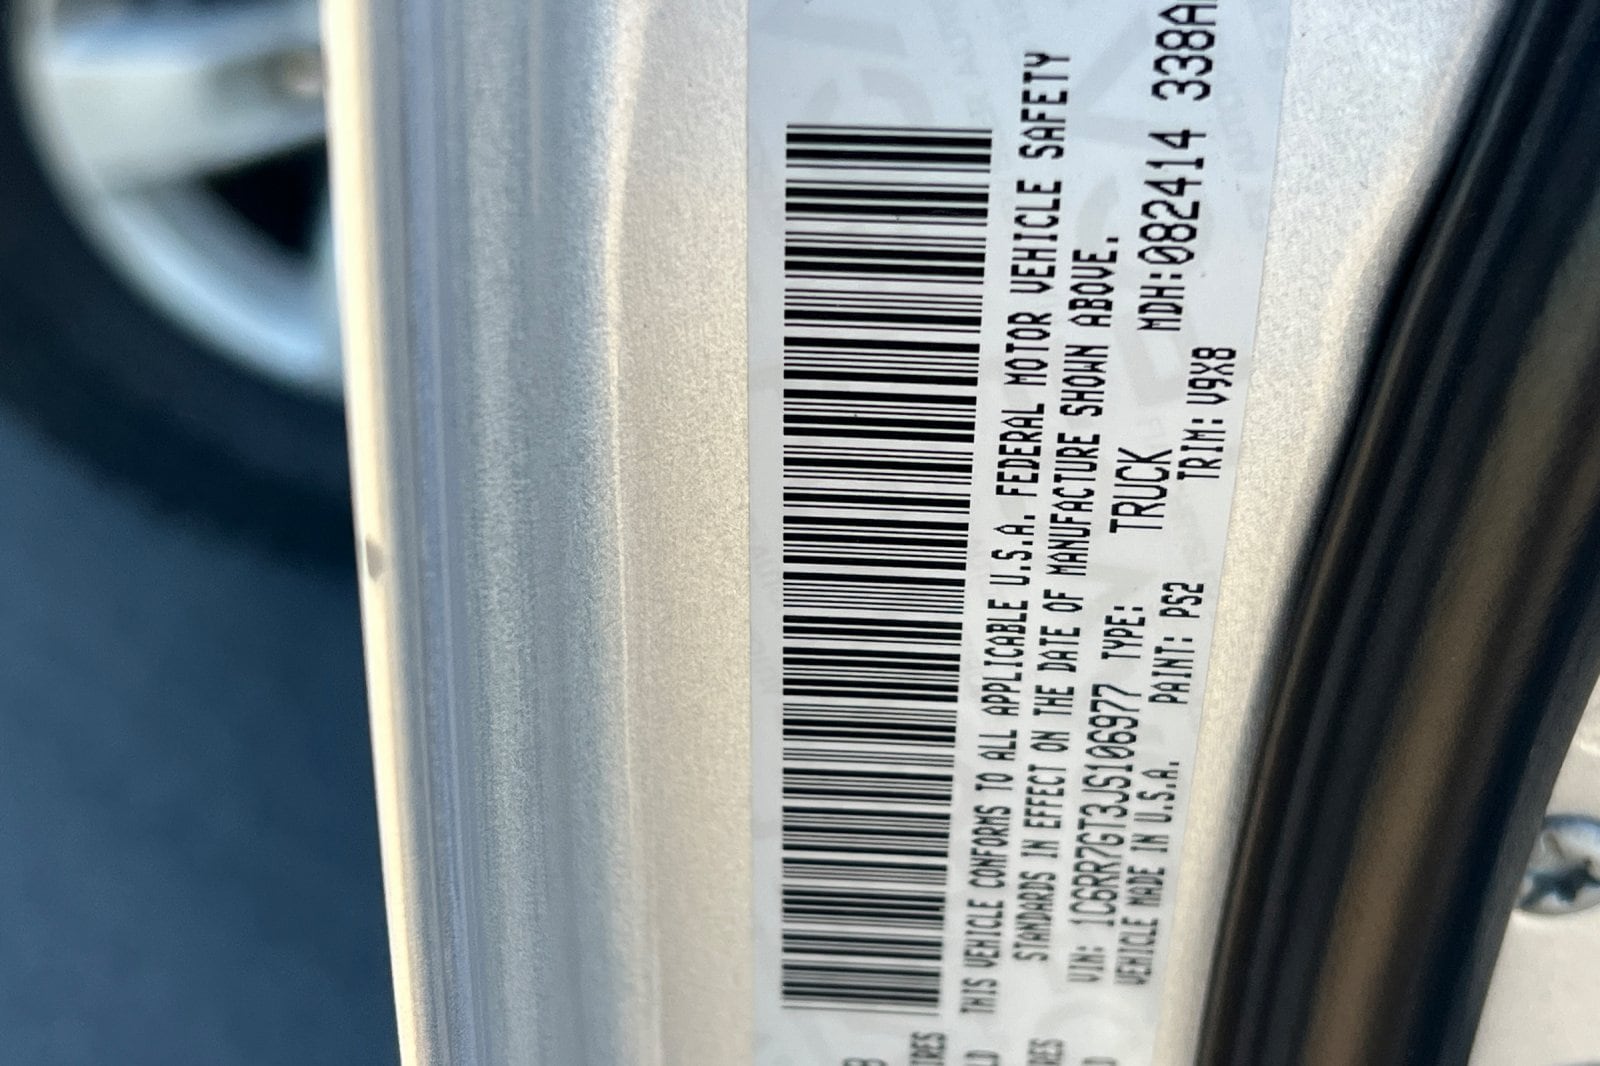 THIS VEHICLE CONFORMS TO ALL APPLICABLE U.S.A. FEDERAL MOTOR VEHICLE SAFETY
STANDARDS IN EFFECT ON THE DATE OF MANUFACTURE SHOWN ABOVE.
VIN: 1C6RR7GT3JS106977 TYPE: TRUCK MDH:082414 338A
VEHICLE MADE IN U.S.A. PAINT: PS2 TRIM: V9X8